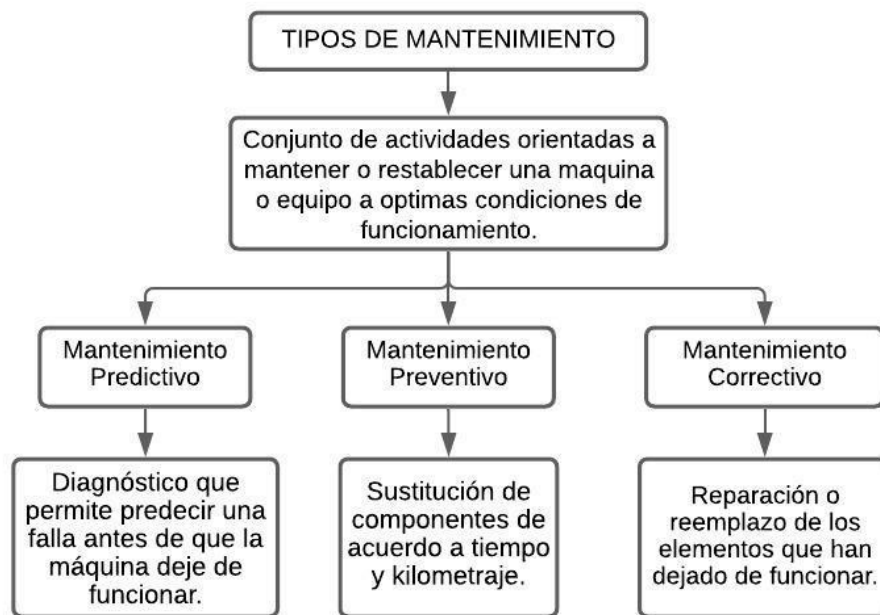 TIPOS DE MANTENIMIENTO
Conjunto de actividades orientadas a
mantener o restablecer una maquina
o equipo a optimas condiciones de
funcionamiento.
Mantenimiento
Predictivo
Mantenimiento
Preventivo
Mantenimiento
Correctivo
Diagnóstico que
permite predecir una
falla antes de que la
máquina deje de
funcionar.
Sustitución de
componentes de
acuerdo a tiempo
y kilometraje.
Reparación o
reemplazo de los
elementos que han
dejado de funcionar.